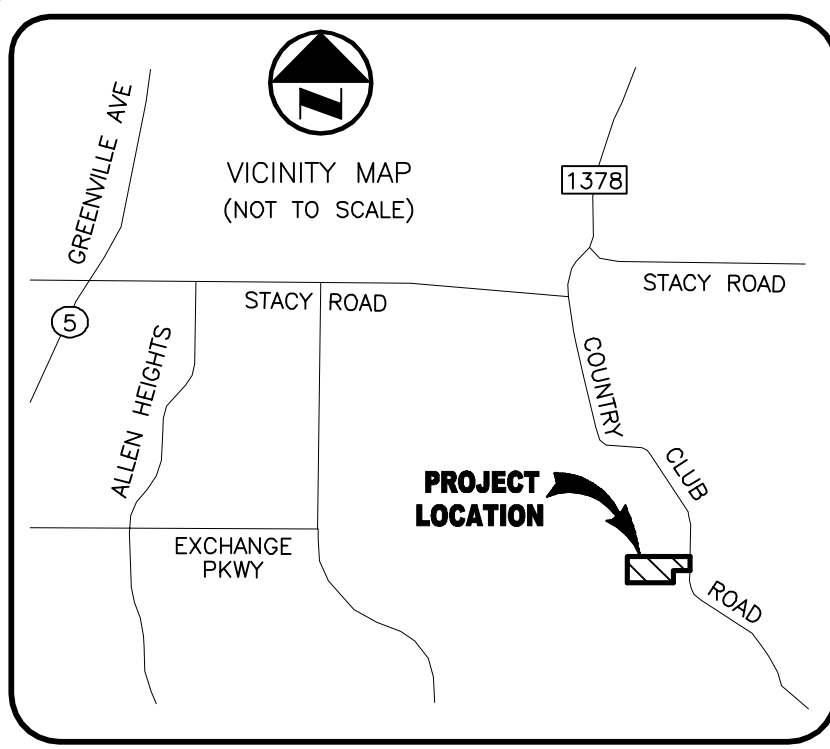 GREENVILLE AVE
N
VICINITY MAP
(NOT TO SCALE)
1378
STACY ROAD
STACY ROAD
5
ALLEN HEIGHTS
COUNTRY
CLUB
ROAD
PROJECT
LOCATION
EXCHANGE
PKWY